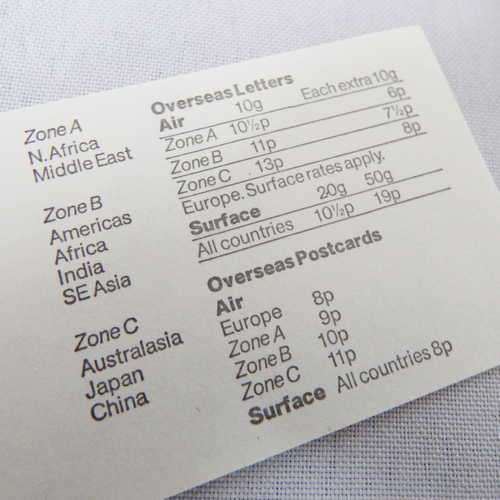 Zone A
N. Africa
Middle East
Zone B
Americas
Africa
India
SE Asia
Zone C
Australasia
Japan
China
Overseas Letters
Air 10g Each extra 10g
Zone A 10½p 6p
Zone B 11p 7½p
Zone C 13p 8p
Europe. Surface rates apply.
Surface 20g 50g
All countries 10½p 19p
Overseas Postcards
Air
Europe 8p
Zone A 9p
Zone B 10p
Zone C 11p
Surface All countries 8p